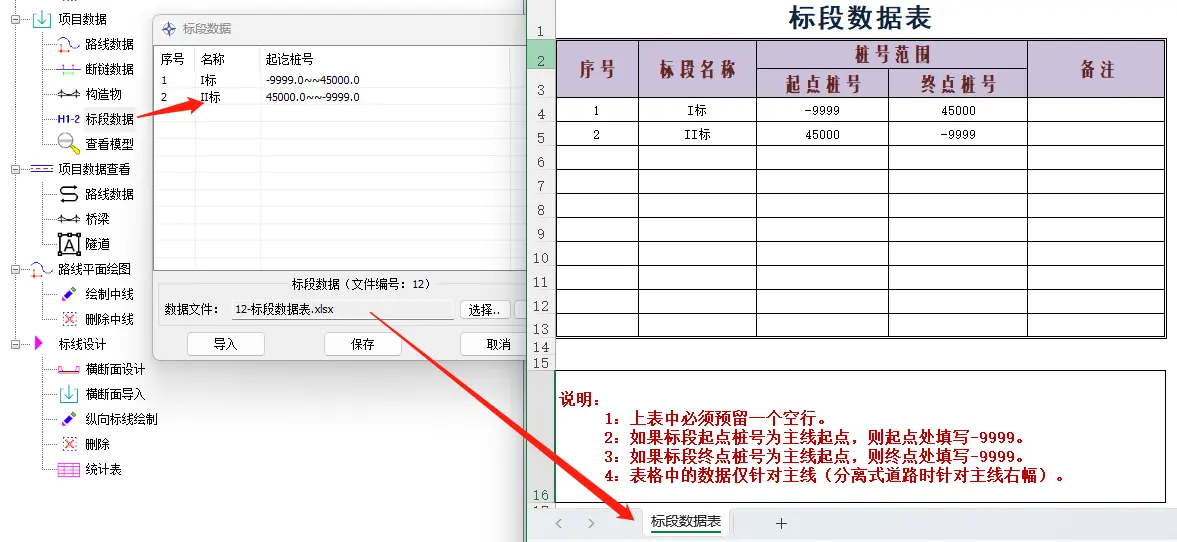 项目数据
路线数据
断链数据
构造物
H1-2 标段数据
查看模型
项目数据查看
路线数据
桥梁
A 隧道
路线平面绘图
绘制中线
删除中线
标线设计
横断面设计
横断面导入
纵向标线绘制
删除
统计表
标段数据
序号 名称 起讫桩号
1 I标 -9999.0~~45000.0
2 II标 45000.0~~-9999.0
标段数据（文件编号：12）
数据文件： 12-标段数据表.xlsx 选择..
导入 保存 取消
1 标段数据表
2 序号 标段名称 桩号范围 备注
3 起点桩号 终点桩号
4 1 I标 -9999 45000
5 2 II标 45000 -9999
6
7
8
9
10
11
12
13
14
15
说明：
1：上表中必须预留一个空行。
2：如果标段起点桩号为主线起点，则起点处填写-9999。
3：如果标段终点桩号为主线起点，则终点处填写-9999。
4：表格中的数据仅针对主线（分离式道路时针对主线右幅）。
16
标段数据表